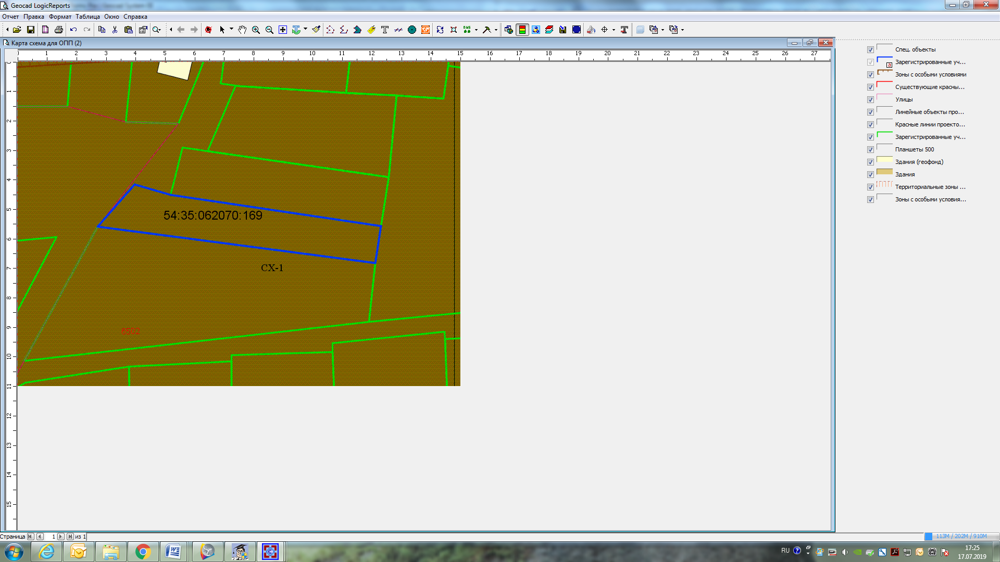 Geocad LogicReports
Отчет Правка Формат Таблица Окно Справка
Карта схема для ОПП (2)
0 1 2 3 4 5 6 7 8 9 10 11 12 13 14 15 16 17 18 19 20 21 22 23 24 25 26 27
0
1
2
3
4
5
6
7
8
9
10
11
12
13
14
15
54:35:062070:169
СХ-1
Спец. объекты
Зарегистрированные уч...
Зоны с особыми условиями
Существующие красны...
Улицы
Линейные объекты про...
Красные линии проекто...
Зарегистрированные уч...
Планшеты 500
Здания (геофонд)
Здания
Территориальные зоны ...
Зоны с особыми условия...
Страница 1 из 1
113M / 202M / 910M
RU
17:25
17.07.2019